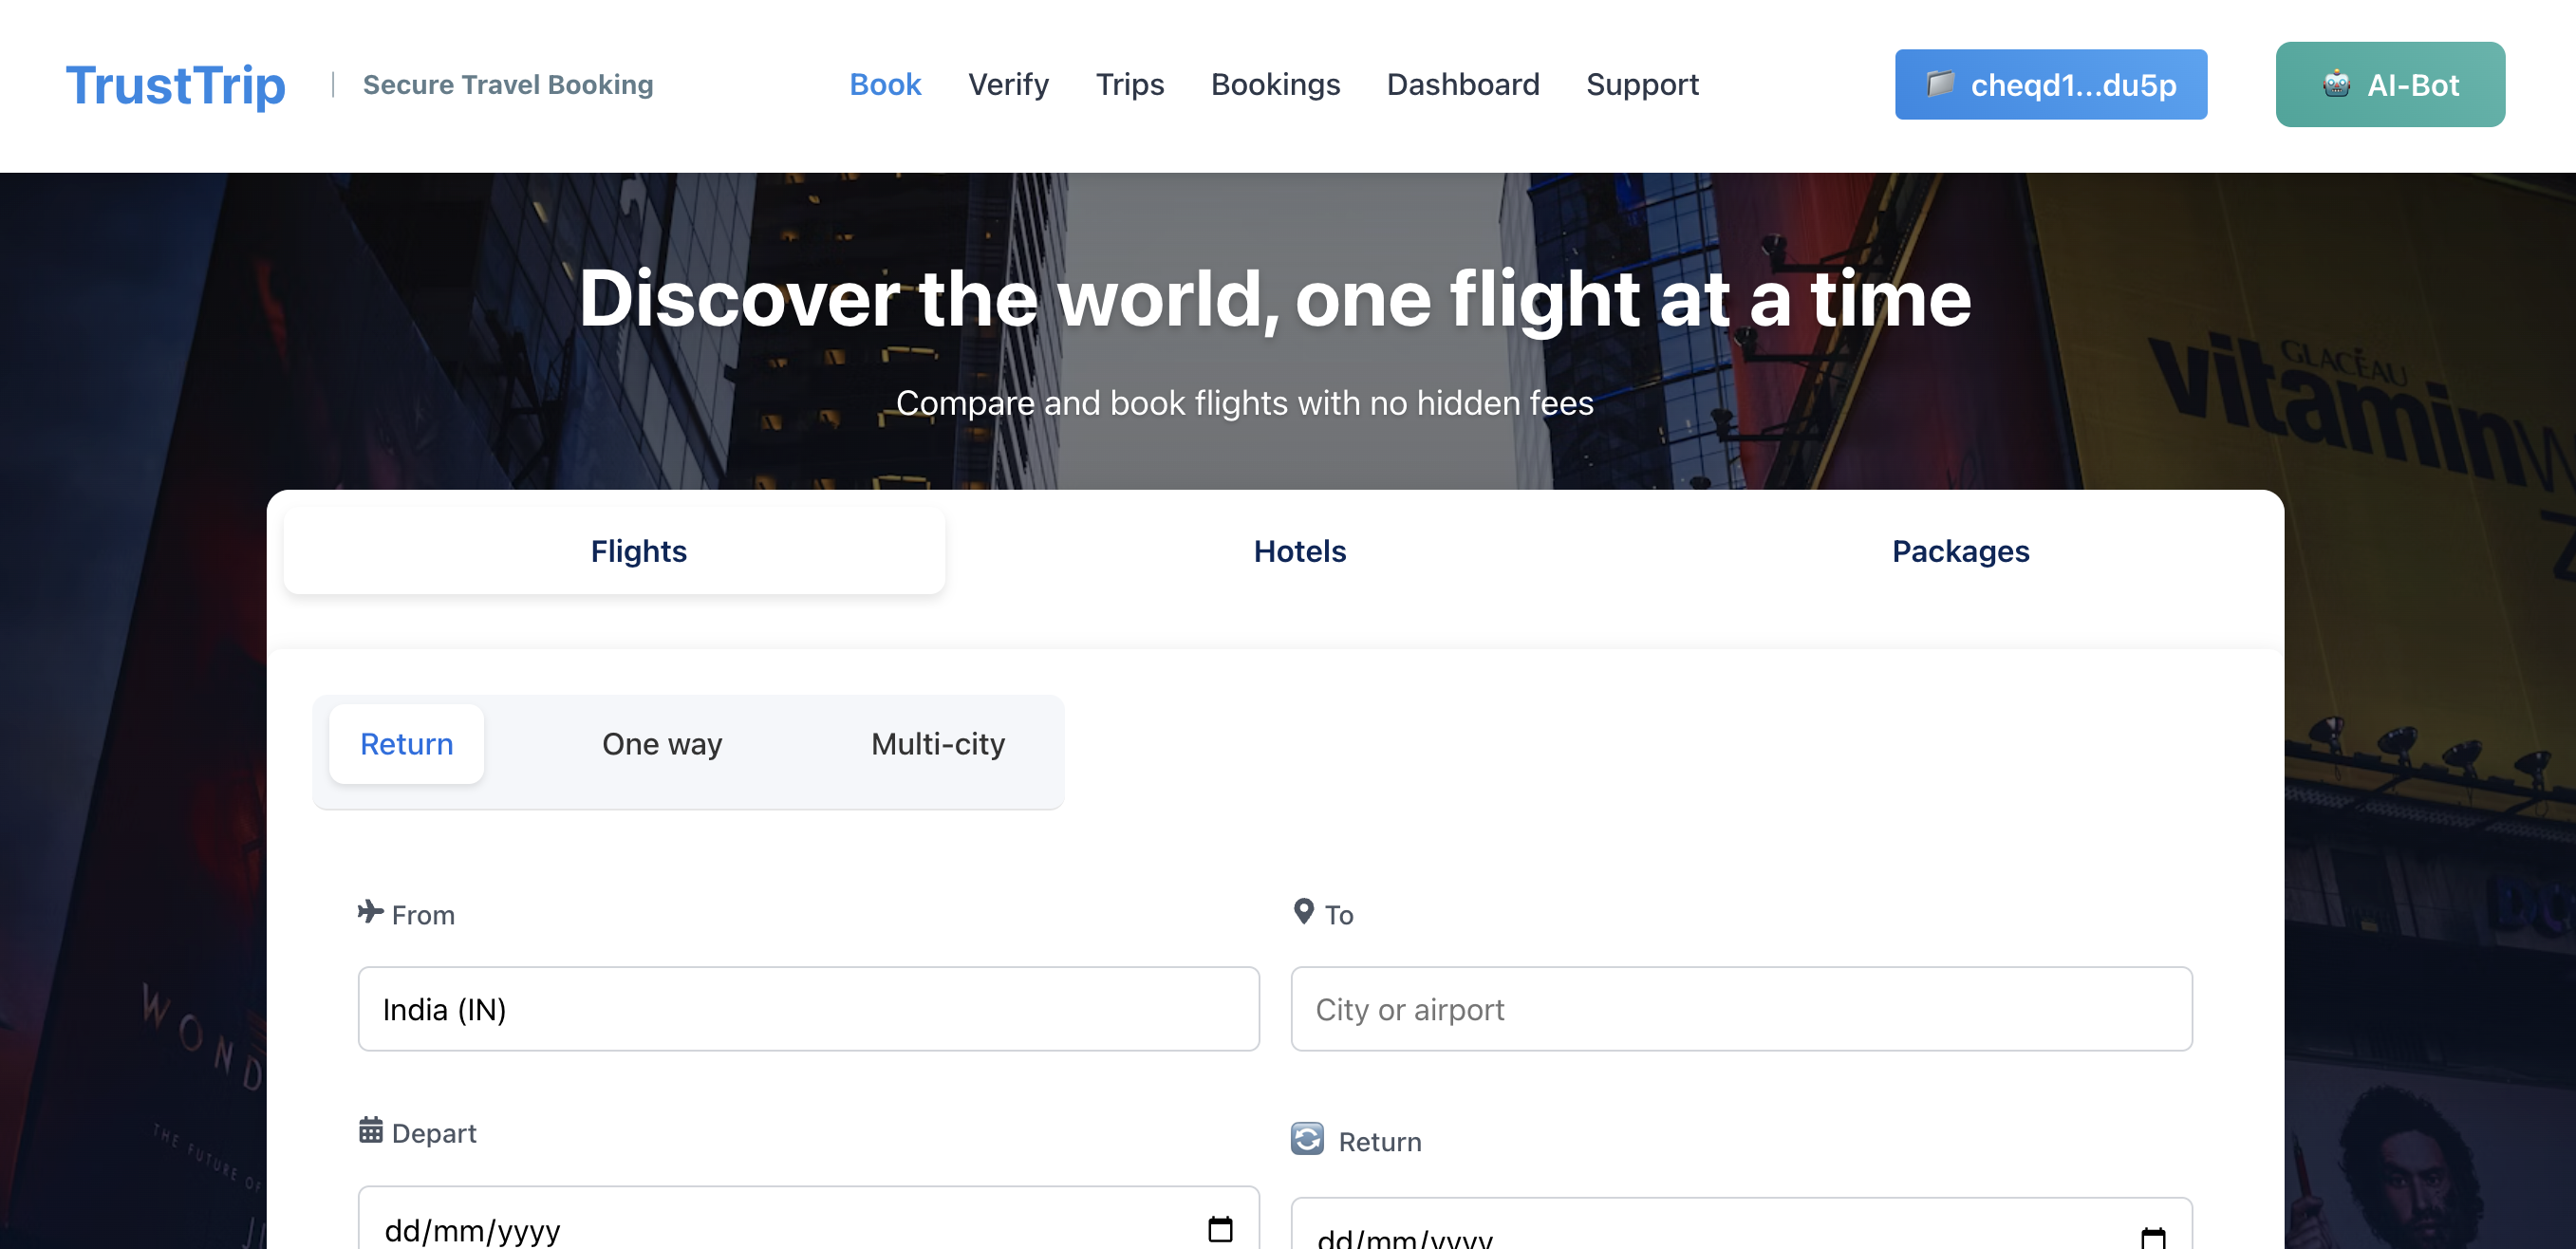 TrustTrip | Secure Travel Booking Book Verify Trips Bookings Dashboard Support cheqd1...du5p AI-Bot
Discover the world, one flight at a time
Compare and book flights with no hidden fees
GLACÉAU
vitamin
Flights Hotels Packages
Return One way Multi-city
From To
India (IN) City or airport
WOND
THE FUTURE OF
Depart Return
dd/mm/yyyy dd/mm/yyyy